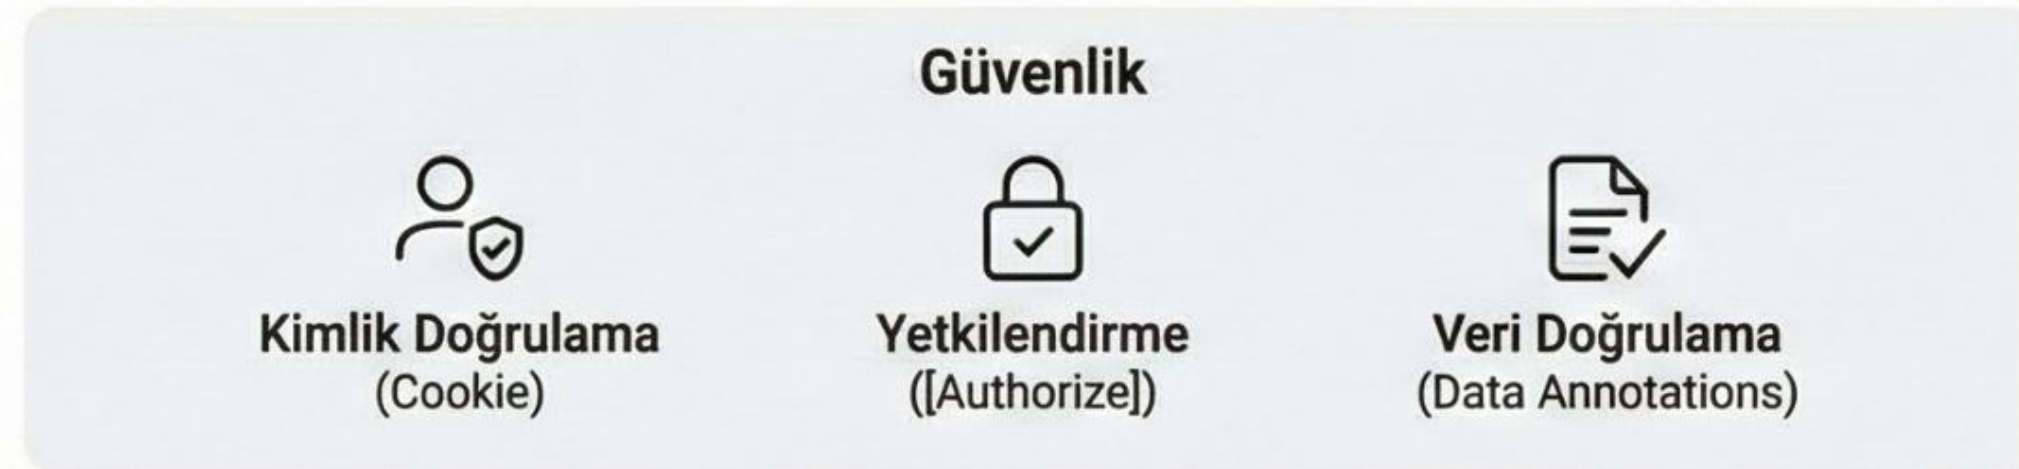 Güvenlik
Kimlik Doğrulama
(Cookie)
Yetkilendirme
([Authorize])
Veri Doğrulama
(Data Annotations)